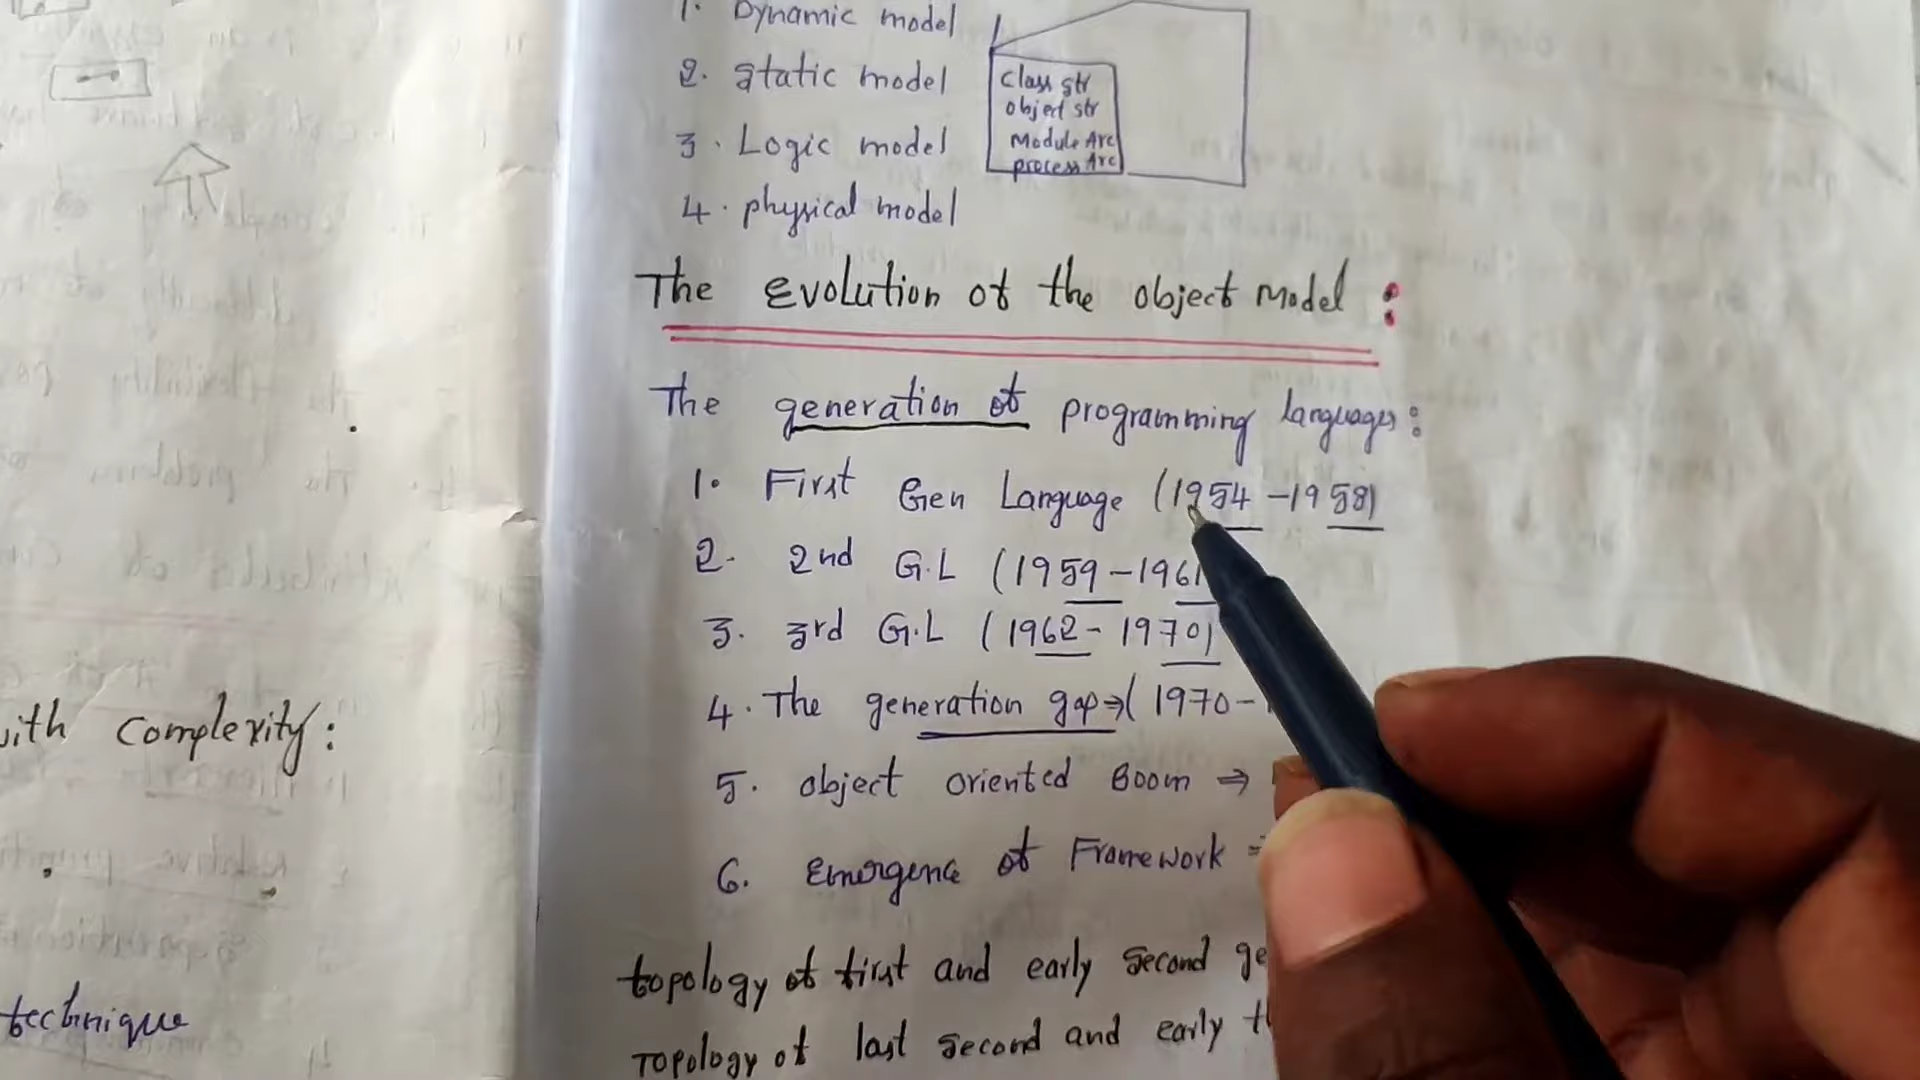 1. Dynamic model
2. static model
3. Logic model
4. physical model
class str
object str
Module Arc
process Arc
The Evolution of the object Model :
The generation of programming languages :
1. First Gen Language (1954 - 1958)
2. 2nd G.L (1959 - 1961
3. 3rd G.L (1962 - 1970)
4. The generation gap ⇒ ( 1970 -
5. object oriented Boom ⇒
6. Emergence of Framework
topology of first and early second ge
Topology of last second and early t
with complexity :
technique